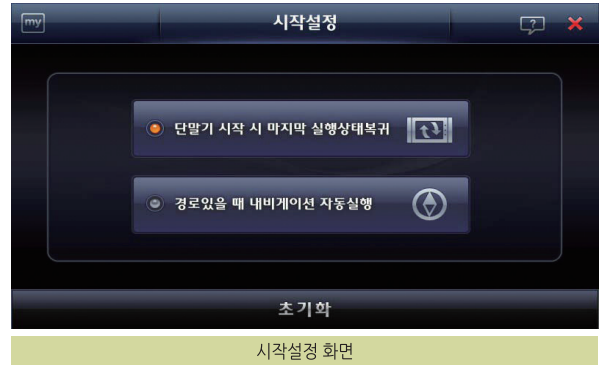 my
시작설정
?
단말기 시작 시 마지막 실행상태복귀
경로있을 때 내비게이션 자동실행
초기화
시작설정 화면